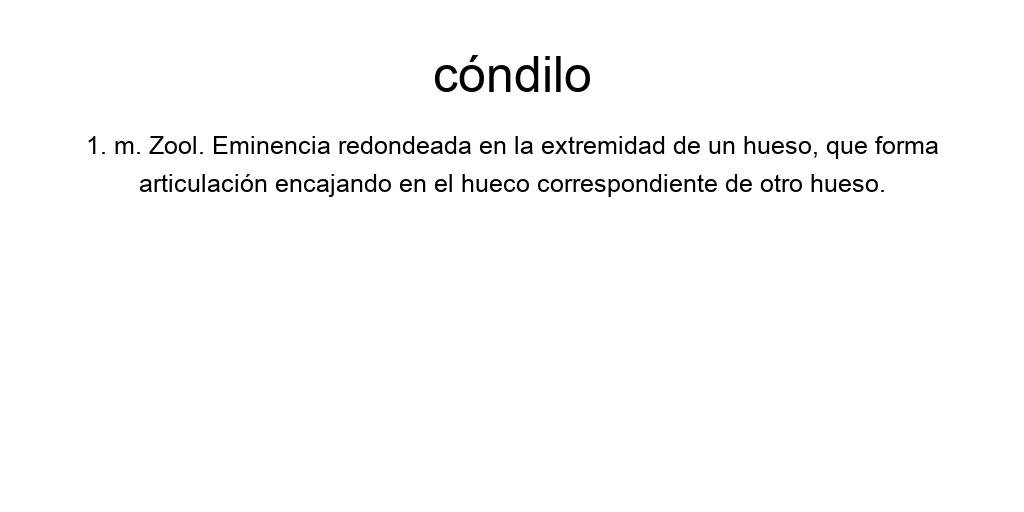 cóndilo
1. m. Zool. Eminencia redondeada en la extremidad de un hueso, que forma
articulación encajando en el hueco correspondiente de otro hueso.